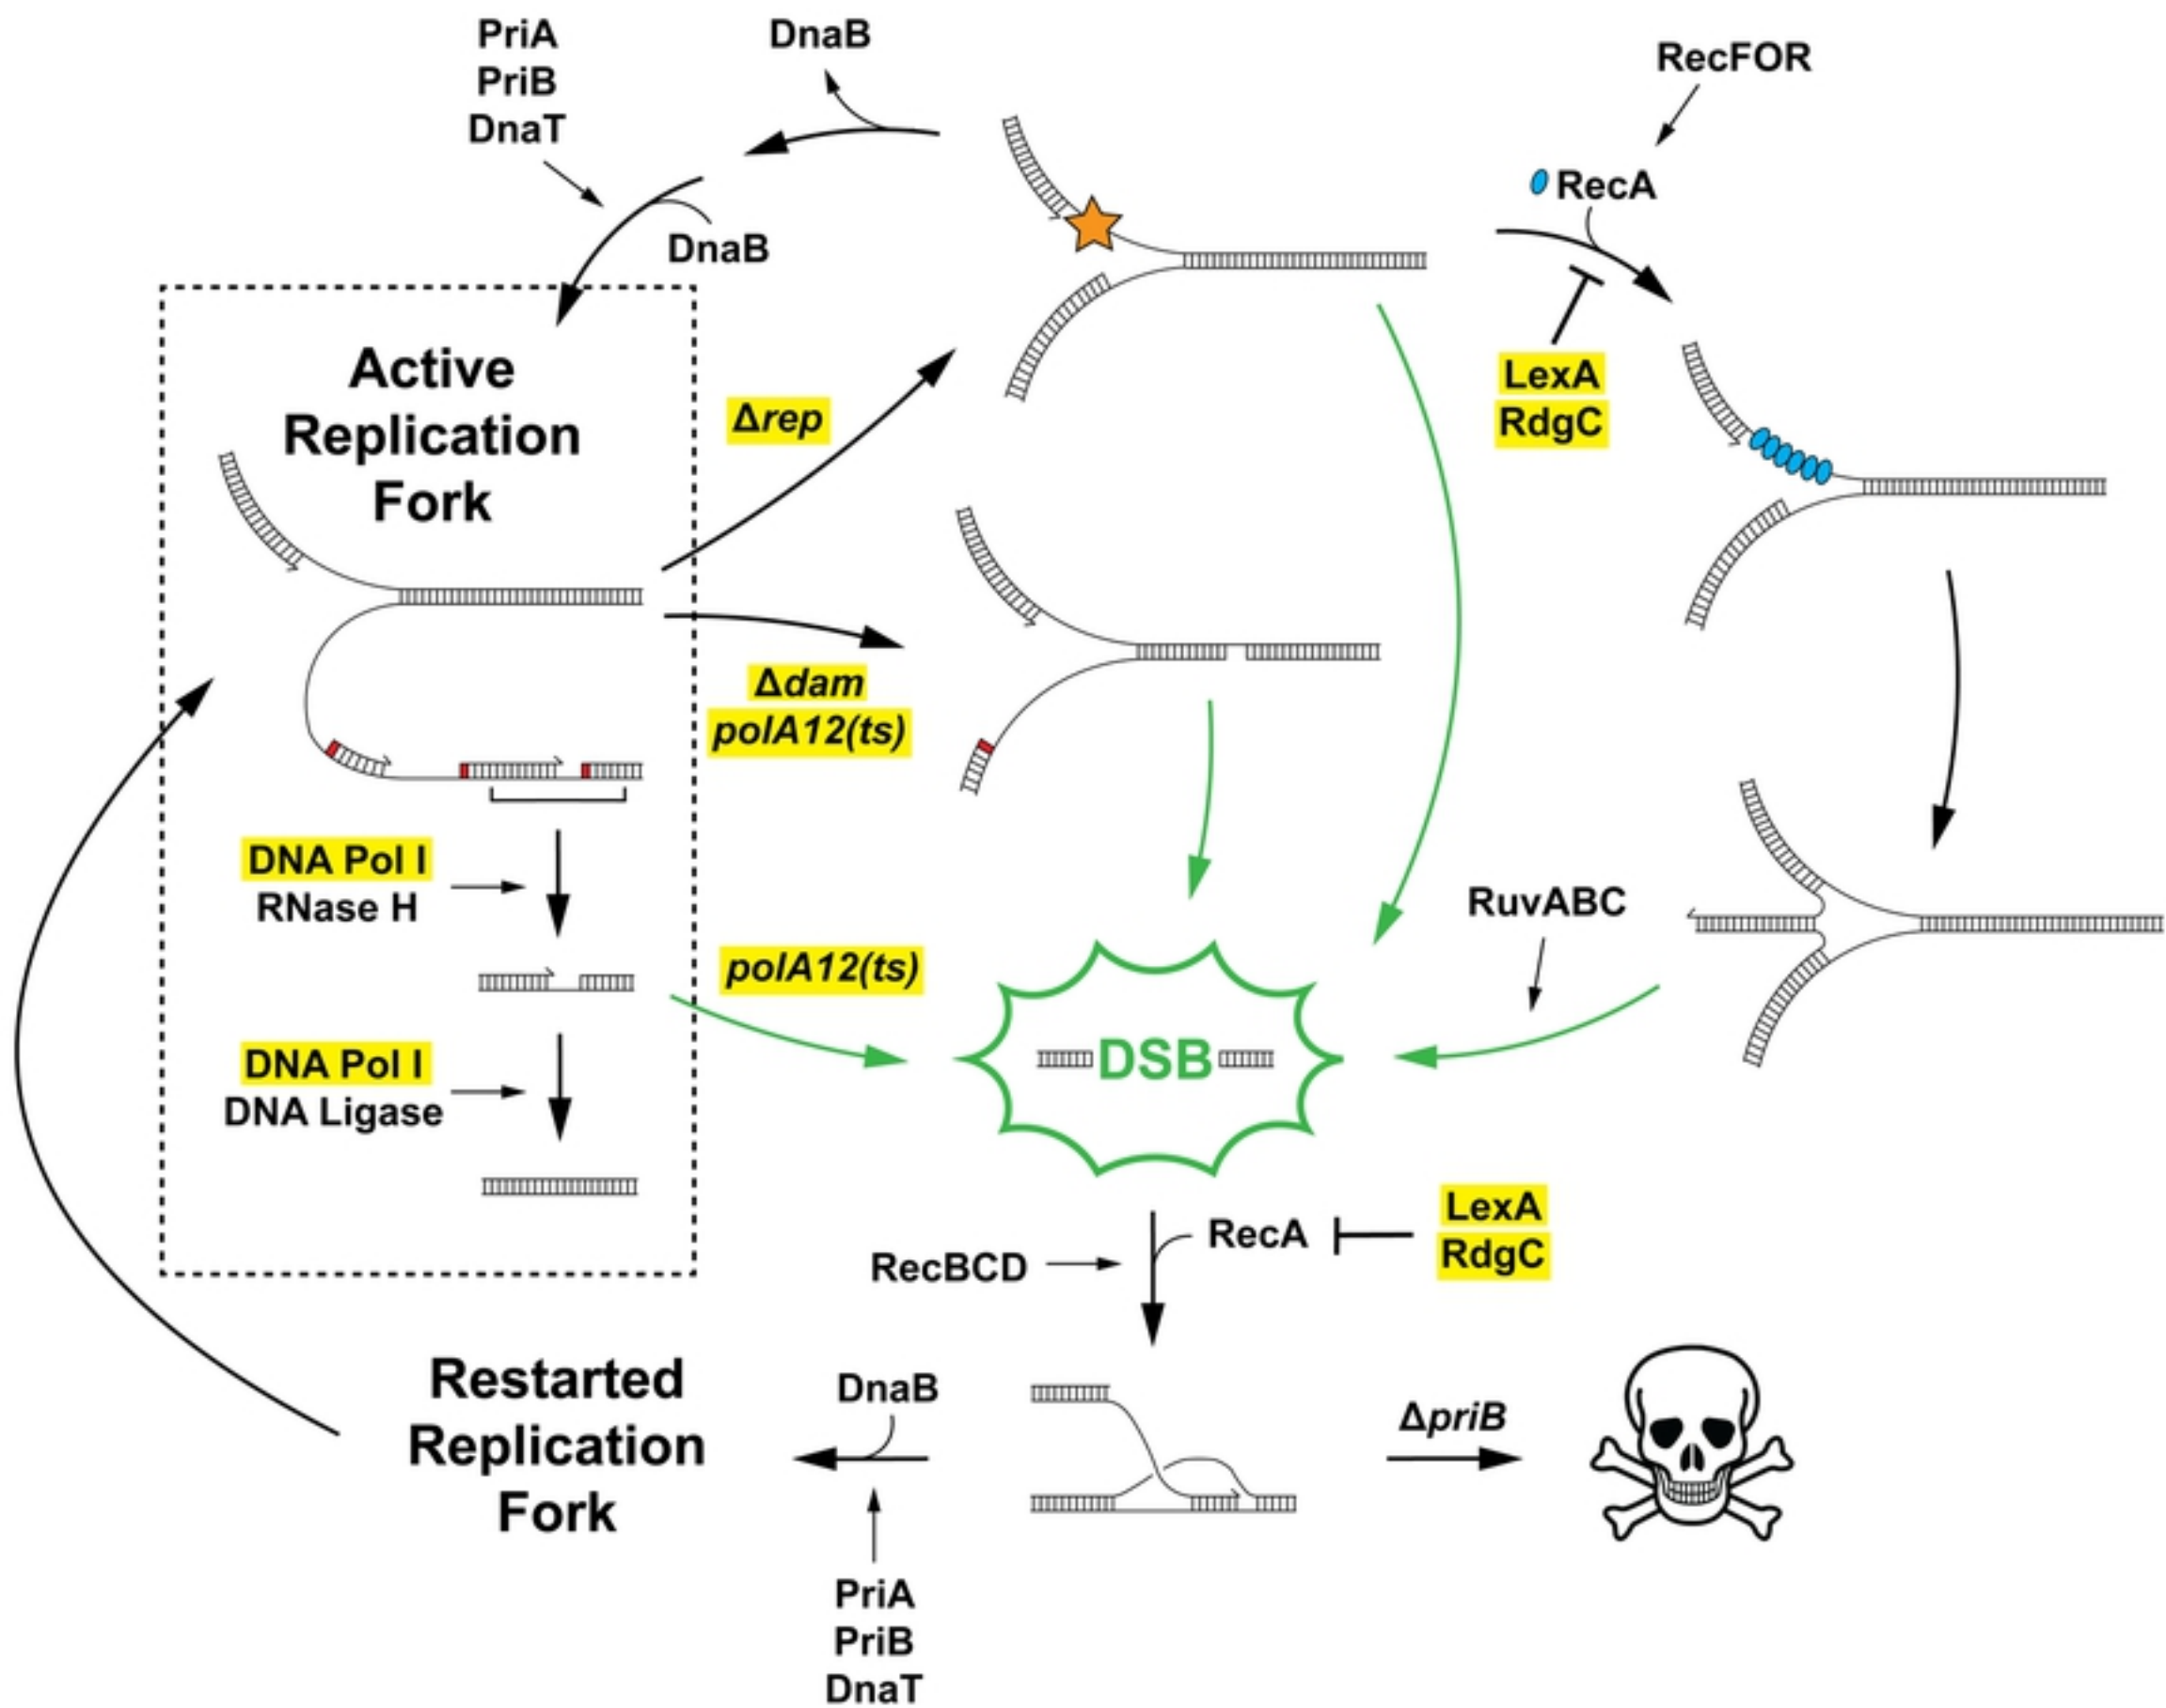 PriA
PriB
DnaT
DnaB
DnaB
RecFOR
RecA
LexA
RdgC
Active
Replication
Fork
Δrep
Δdam
polA12(ts)
DNA Pol I
RNase H
polA12(ts)
DNA Pol I
DNA Ligase
RuvABC
DSB
RecBCD
RecA
LexA
RdgC
Restarted
Replication
Fork
DnaB
ΔpriB
PriA
PriB
DnaT